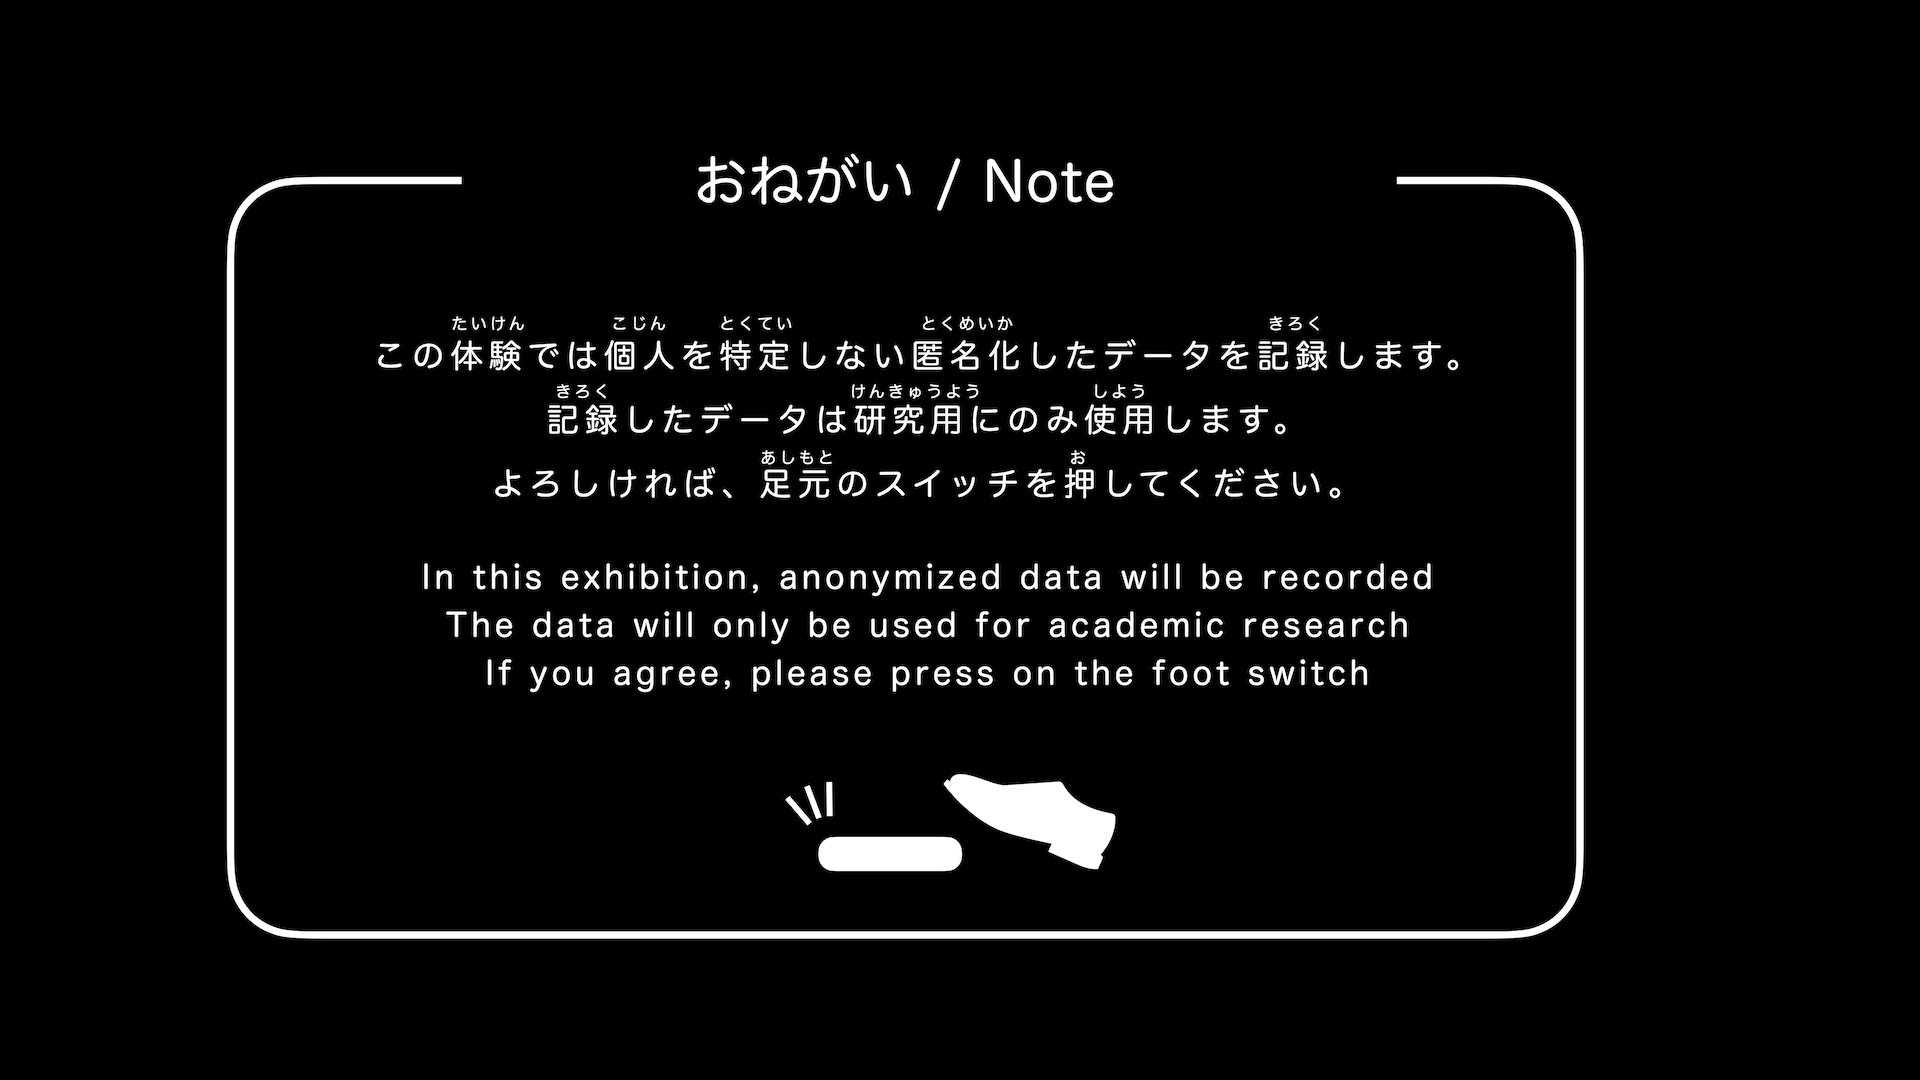 おねがい / Note
たいけん こじん とくてい とくめいか きろく
この体験では個人を特定しない匿名化したデータを記録します。
きろく けんきゅうよう しよう
記録したデータは研究用にのみ使用します。
あしもと お
よろしければ、足元のスイッチを押してください。
In this exhibition, anonymized data will be recorded
The data will only be used for academic research
If you agree, please press on the foot switch